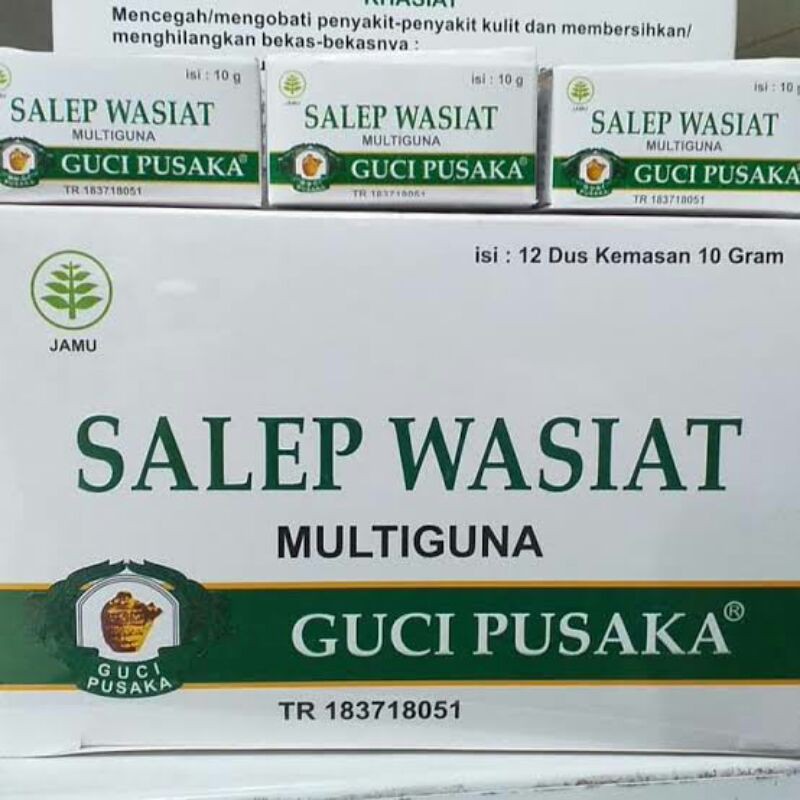 KHASIAT
Mencegah/mengobati penyakit-penyakit kulit dan membersihkan/
menghilangkan bekas-bekasnya :
isi : 10 g
SALEP WASIAT
MULTIGUNA
GUCI PUSAKA®
TR 183718051
isi : 10 g
JAMU
SALEP WASIAT
MULTIGUNA
GUCI PUSAKA®
TR 183718051
isi : 10 g
JAMU
SALEP WASIAT
MULTIGUNA
GUCI PUSAKA
TR 183718051
isi : 12 Dus Kemasan 10 Gram
JAMU
SALEP WASIAT
MULTIGUNA
GUCI PUSAKA®
GUCI
PUSAKA
TR 183718051